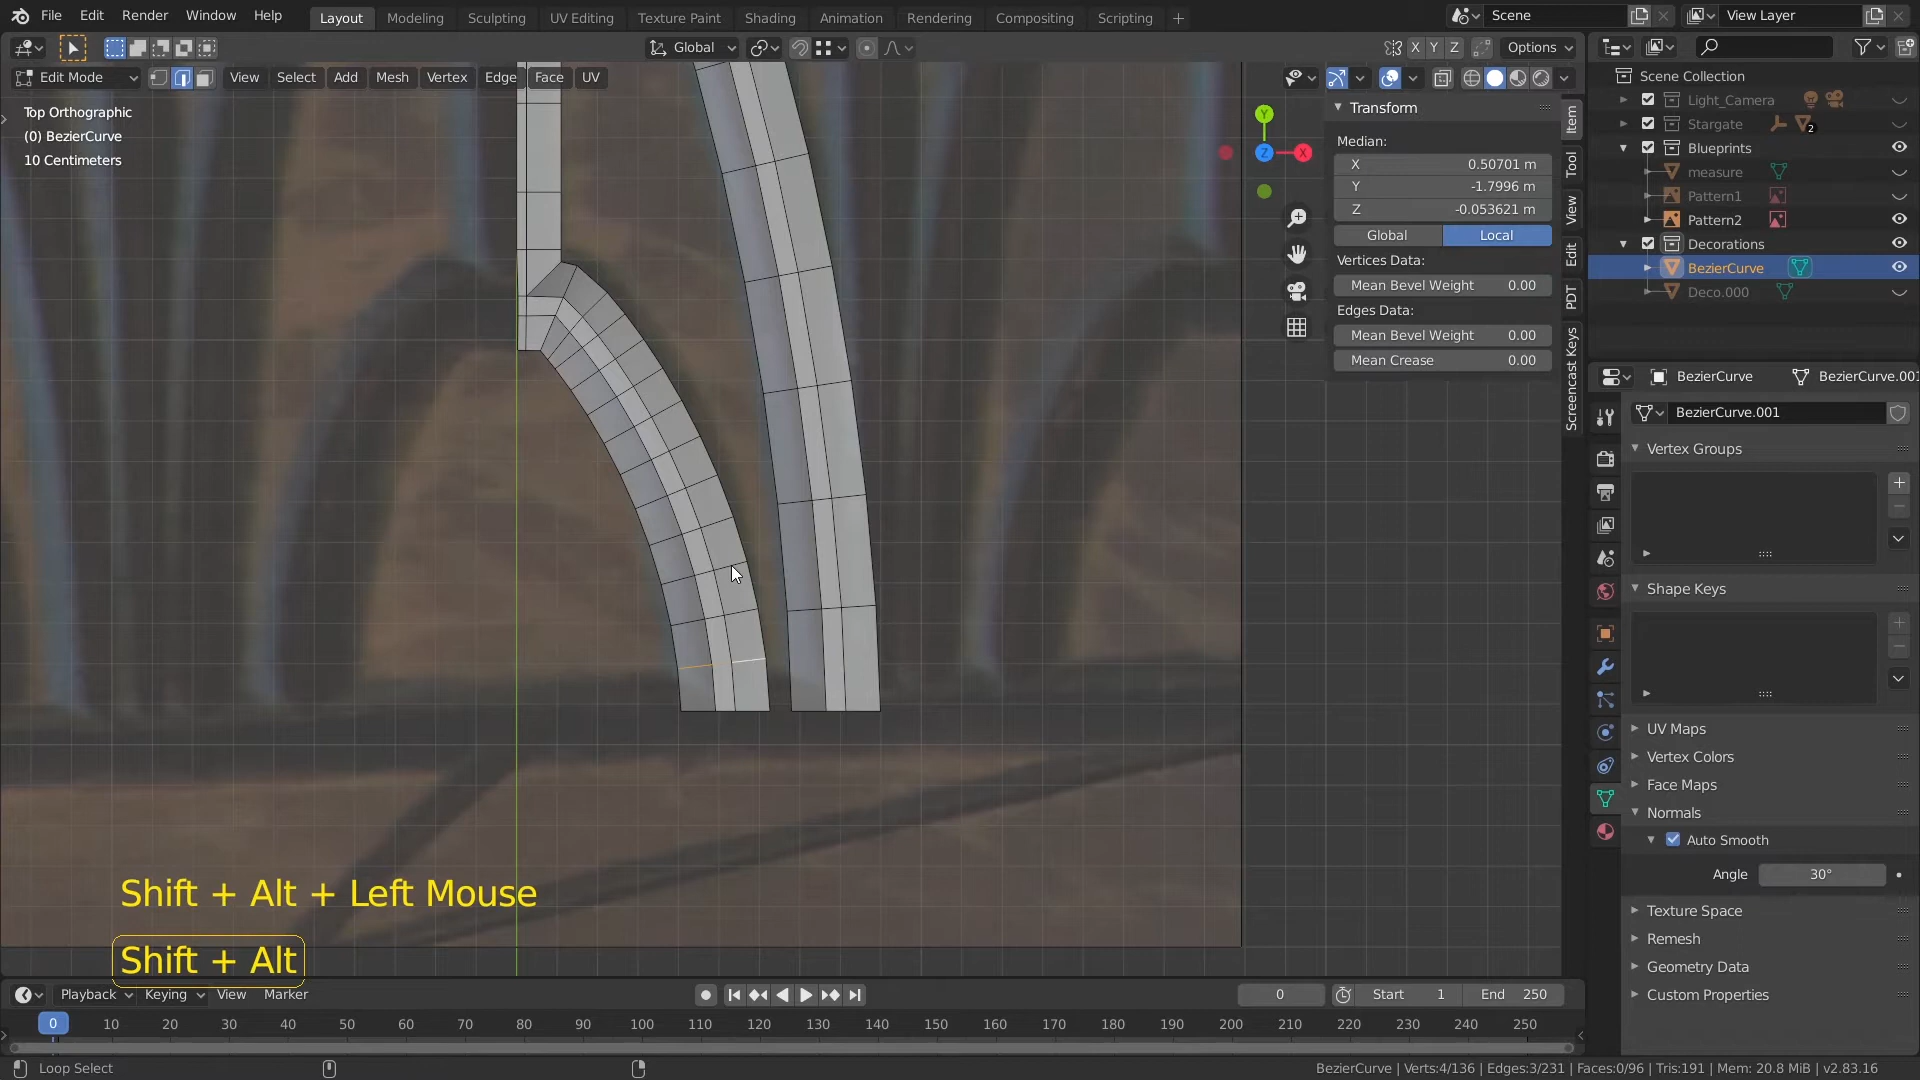 File Edit Render Window Help Layout Modeling Sculpting UV Editing Texture Paint Shading Animation Rendering Compositing Scripting + Scene View Layer
Global X Y Z Options
Edit Mode View Select Add Mesh Vertex Edge Face UV
Top Orthographic
(0) BezierCurve
10 Centimeters
Y
Z
X
Transform
Median:
X 0.50701 m
Y -1.7996 m
Z -0.053621 m
Global Local
Vertices Data:
Mean Bevel Weight 0.00
Edges Data:
Mean Bevel Weight 0.00
Mean Crease 0.00
Item
Tool
View
Edit
PDT
Screencast Keys
Scene Collection
Light_Camera
Stargate 2
Blueprints
measure
Pattern1
Pattern2
Decorations
BezierCurve
Deco.000
BezierCurve BezierCurve.001
BezierCurve.001
Vertex Groups
Shape Keys
UV Maps
Vertex Colors
Face Maps
Normals
Auto Smooth
Angle 30°
Texture Space
Remesh
Geometry Data
Custom Properties
Shift + Alt + Left Mouse
Shift + Alt
Playback Keying View Marker 0 Start 1 End 250
0 10 20 30 40 50 60 70 80 90 100 110 120 130 140 150 160 170 180 190 200 210 220 230 240 250
Loop Select BezierCurve | Verts:4/136 | Edges:3/231 | Faces:0/96 | Tris:191 | Mem: 20.8 MiB | v2.83.16